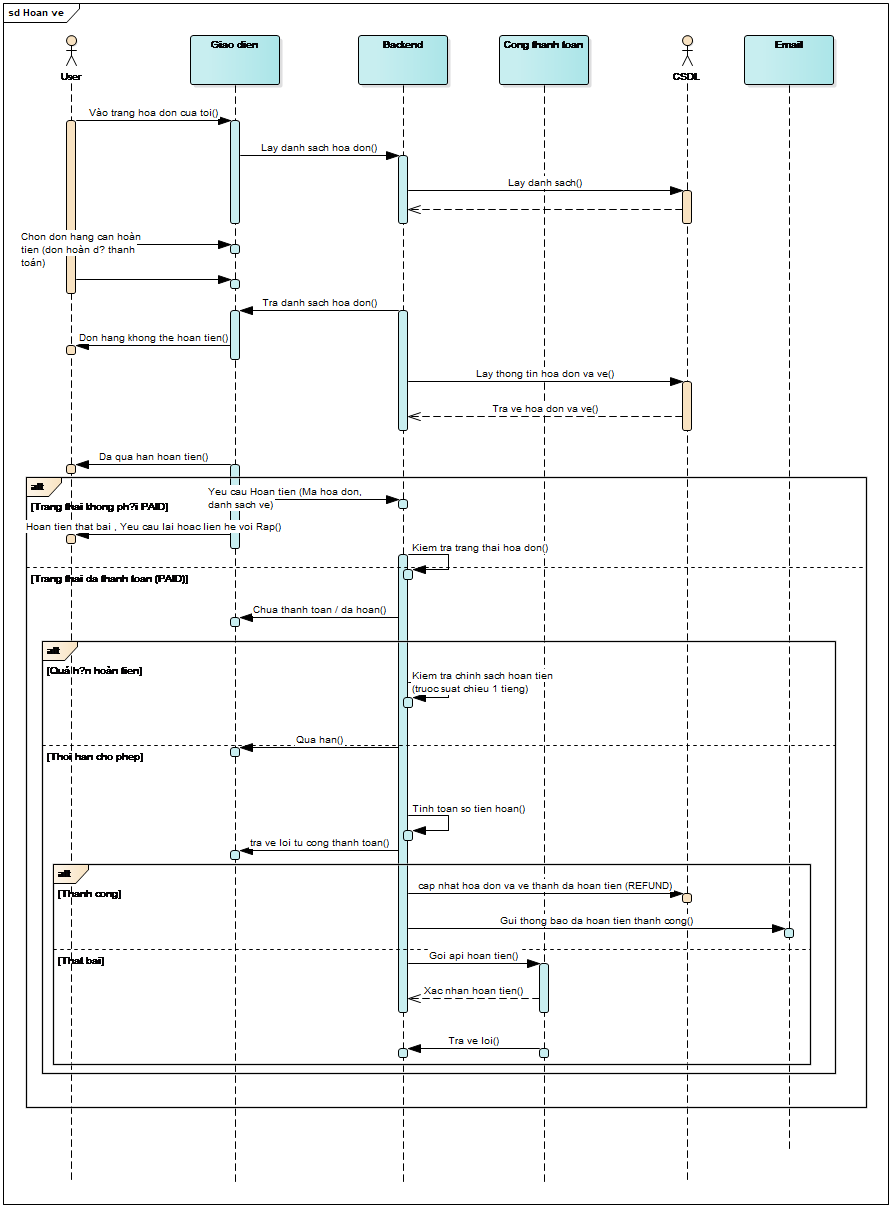 sd Hoan ve
User
Giao dien
Backend
Cong thanh toan
CSDL
Email
Vào trang hoa don cua toi()
Lay danh sach hoa don()
Lay danh sach()
Chon don hang can hoàn
tien (don hoàn d? thanh
toán)
Tra danh sach hoa don()
Don hang khong the hoan tien()
Lay thong tin hoa don va ve()
Tra ve hoa don va ve()
Da qua han hoan tien()
alt
Yeu cau Hoan tien (Ma hoa don,
danh sach ve)
[Trang thai khong ph?i PAID]
Hoan tien that bai , Yeu cau lai hoac lien he voi Rap()
Kiem tra trang thai hoa don()
[Trang thai da thanh toan (PAID)]
Chua thanh toan / da hoan()
alt
[Quá h?n hoàn tien]
Kiem tra chinh sach hoan tien
(truoc suat chieu 1 tieng)
Qua han()
[Thoi han cho phep]
Tinh toan so tien hoan()
tra ve loi tu cong thanh toan()
alt
cap nhat hoa don va ve thanh da hoan tien (REFUND)
[Thanh cong]
Gui thong bao da hoan tien thanh cong()
Goi api hoan tien()
[That bai]
Xac nhan hoan tien()
Tra ve loi()